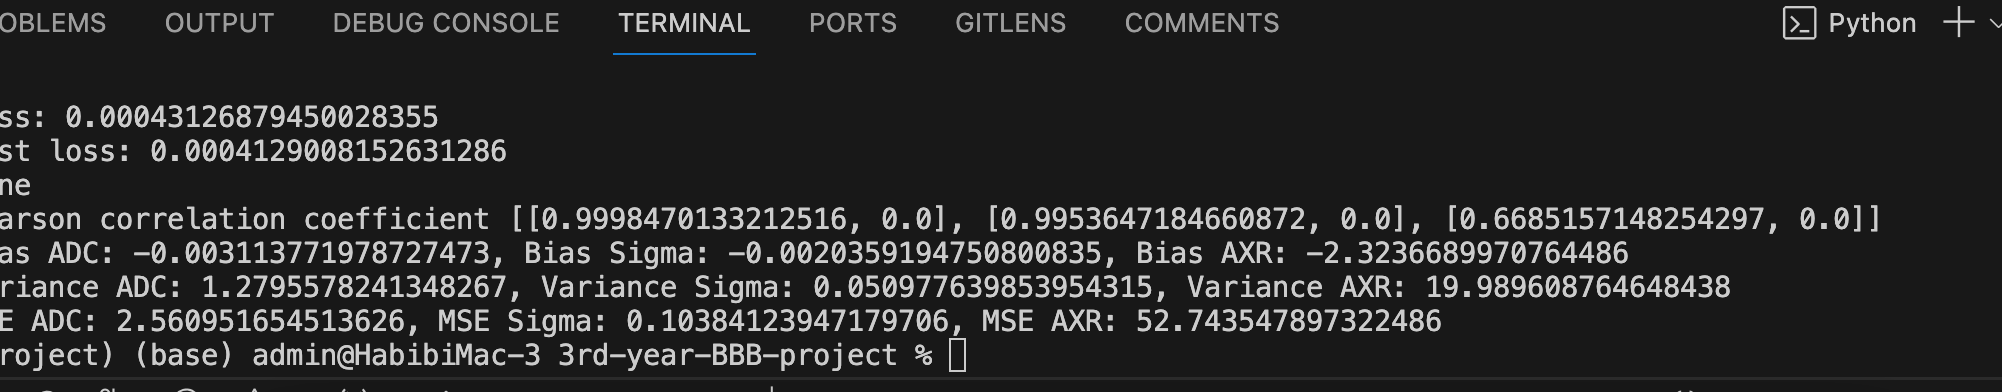 OBLEMS OUTPUT DEBUG CONSOLE TERMINAL PORTS GITLENS COMMENTS Python
ss: 0.00043126879450028355
st loss: 0.0004129008152631286
ne
arson correlation coefficient [[0.9998470133212516, 0.0], [0.9953647184660872, 0.0], [0.6685157148254297, 0.0]]
as ADC: -0.003113771978727473, Bias Sigma: -0.0020359194750800835, Bias AXR: -2.3236689970764486
riance ADC: 1.2795578241348267, Variance Sigma: 0.050977639853954315, Variance AXR: 19.989608764648438
E ADC: 2.560951654513626, MSE Sigma: 0.10384123947179706, MSE AXR: 52.743547897322486
roject) (base) admin@HabibiMac-3 3rd-year-BBB-project %